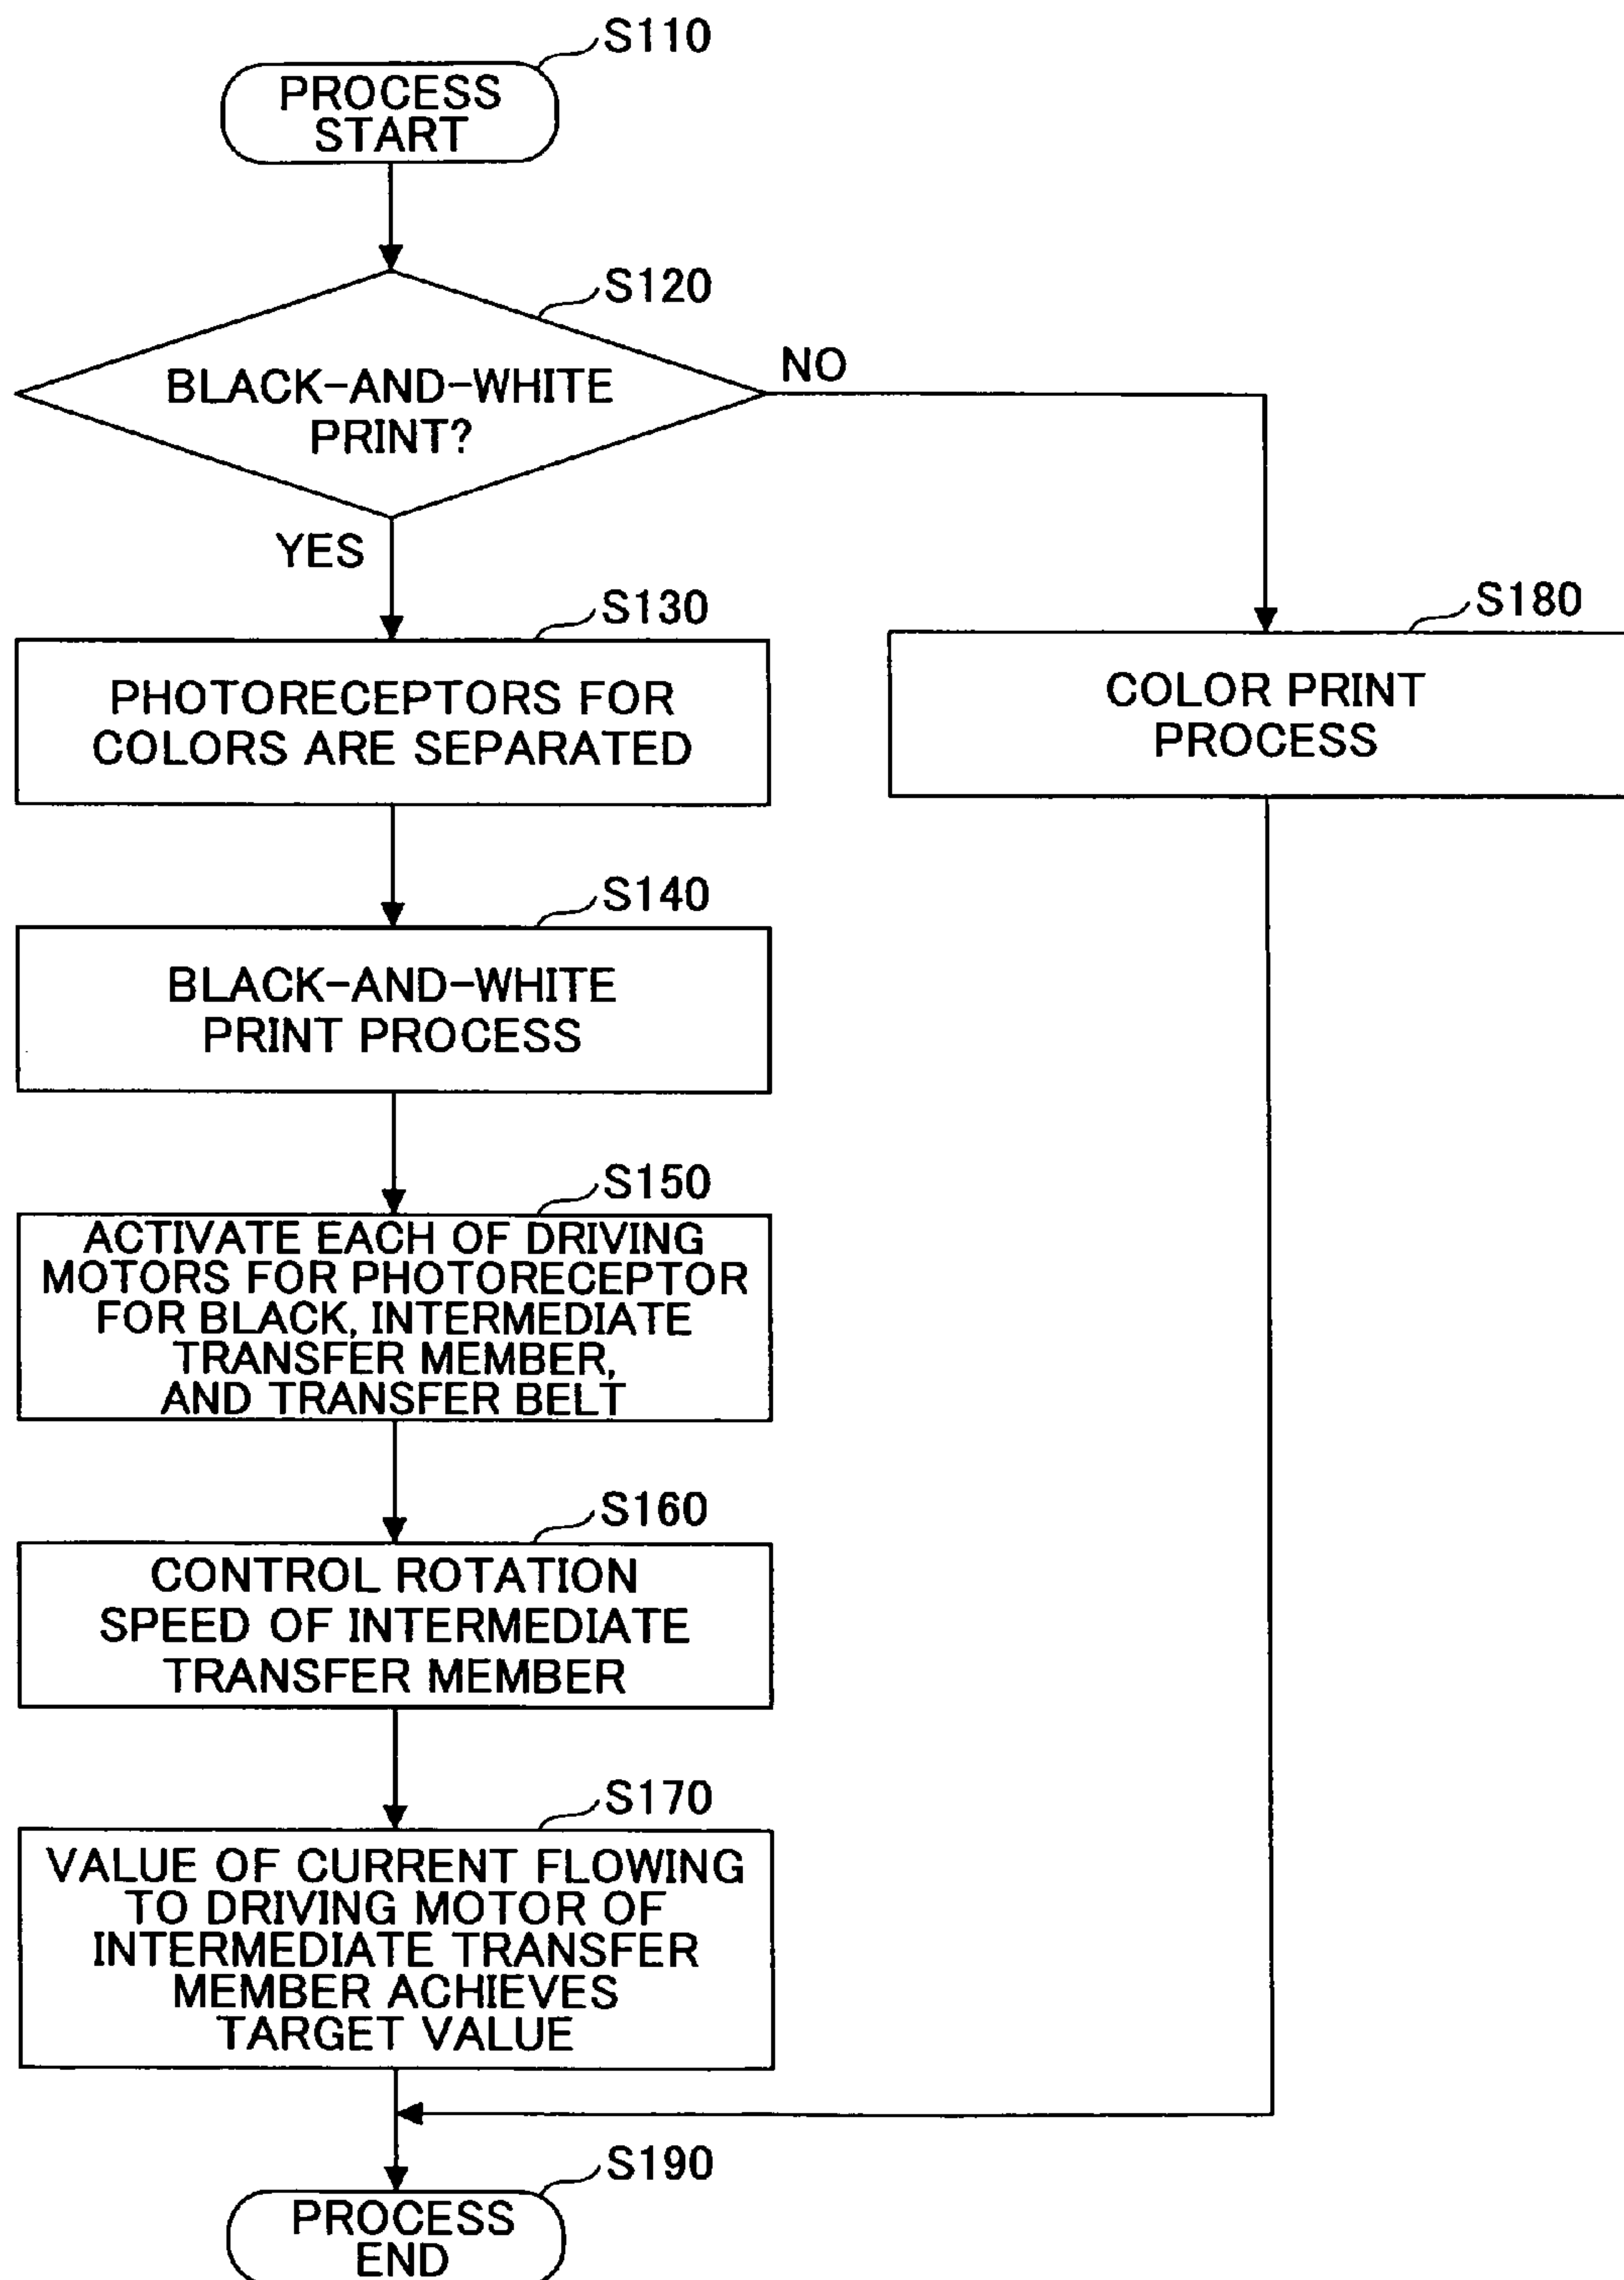 S110
PROCESS
START
S120
BLACK-AND-WHITE
PRINT?
NO
YES
S130
PHOTORECEPTORS FOR
COLORS ARE SEPARATED
S180
COLOR PRINT
PROCESS
S140
BLACK-AND-WHITE
PRINT PROCESS
S150
ACTIVATE EACH OF DRIVING
MOTORS FOR PHOTORECEPTOR
FOR BLACK, INTERMEDIATE
TRANSFER MEMBER,
AND TRANSFER BELT
S160
CONTROL ROTATION
SPEED OF INTERMEDIATE
TRANSFER MEMBER
S170
VALUE OF CURRENT FLOWING
TO DRIVING MOTOR OF
INTERMEDIATE TRANSFER
MEMBER ACHIEVES
TARGET VALUE
S190
PROCESS
END